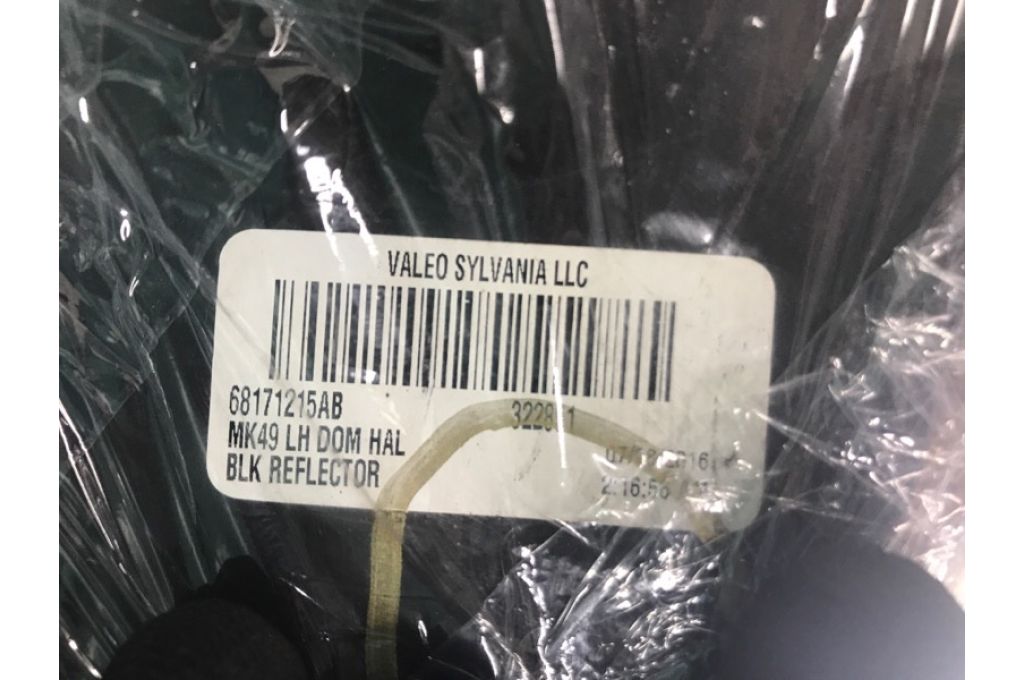 VALEO SYLVANIA LLC
68171215AB
MK49 LH DOM HAL
BLK REFLECTOR